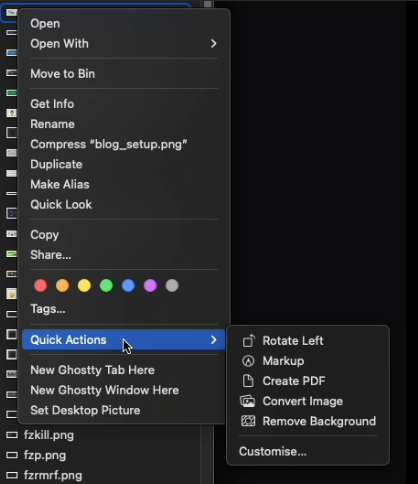 Open
Open With
Move to Bin
Get Info
Rename
Compress "blog_setup.png"
Duplicate
Make Alias
Quick Look
Copy
Share...
Tags...
Quick Actions
Rotate Left
Markup
Create PDF
Convert Image
Remove Background
Customise...
New Ghostty Tab Here
New Ghostty Window Here
Set Desktop Picture
fzkill.png
fzp.png
fzrmrf.png